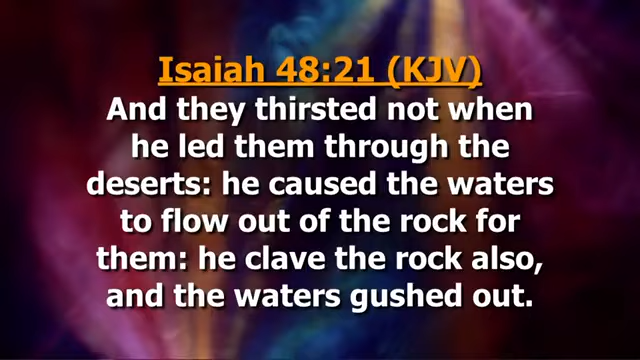 Isaiah 48:21 (KJV)
And they thirsted not when
he led them through the
deserts: he caused the waters
to flow out of the rock for
them: he clave the rock also,
and the waters gushed out.